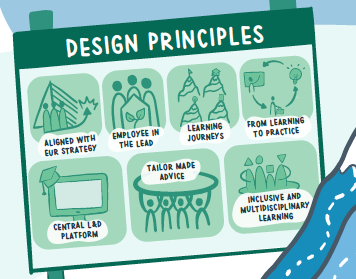 DESIGN PRINCIPLES
ALIGNED WITH
EUR STRATEGY
EMPLOYEE IN
THE LEAD
LEARNING
JOURNEYS
FROM LEARNING
TO PRACTICE
CENTRAL L&D
PLATFORM
TAILOR MADE
ADVICE
INCLUSIVE AND
MULTIDISCIPLINARY
LEARNING